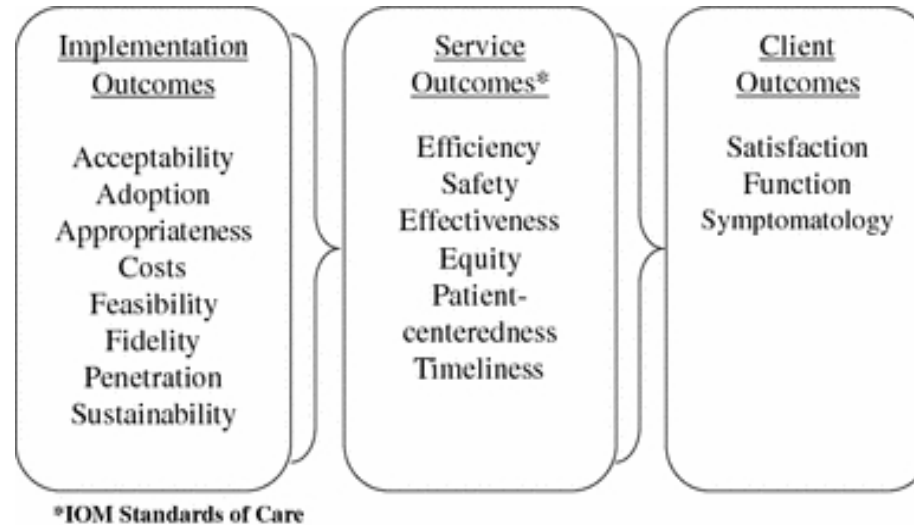 Implementation
Outcomes
Acceptability
Adoption
Appropriateness
Costs
Feasibility
Fidelity
Penetration
Sustainability
Service
Outcomes*
Efficiency
Safety
Effectiveness
Equity
Patient-
centeredness
Timeliness
Client
Outcomes
Satisfaction
Function
Symptomatology
*IOM Standards of Care